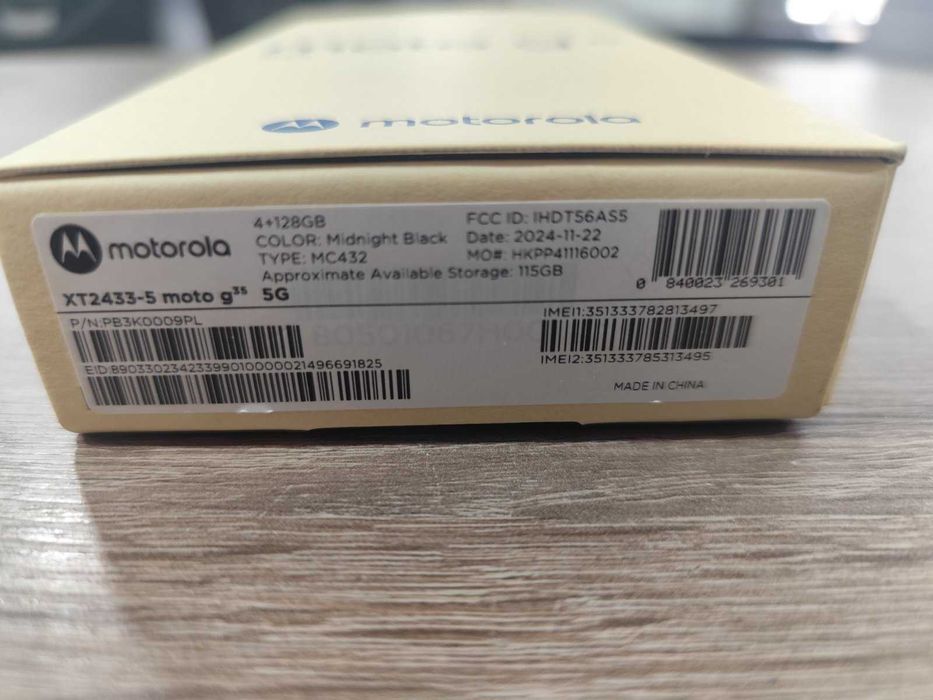 motorola
motorola
4+128GB
COLOR: Midnight Black
TYPE: MC432
Approximate Available Storage: 115GB
FCC ID: IHDT56AS5
Date: 2024-11-22
MO#: HKPP41116002
0 840023 269301
XT2433-5 moto g³⁵ 5G
P/N:PB3K0009PL
EID:89033023423399010000021496691825
IMEI1:351333782813497
IMEI2:351333785313495
MADE IN CHINA